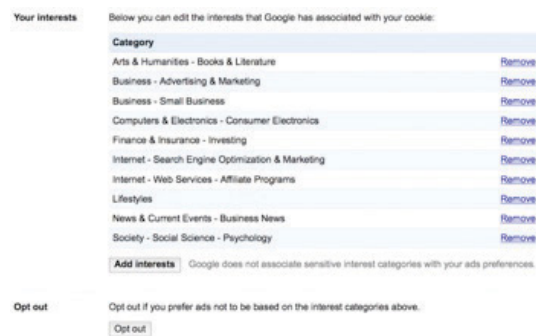 Your interests Below you can edit the interests that Google has associated with your cookie:
Category
Arts & Humanities - Books & Literature Remove
Business - Advertising & Marketing Remove
Business - Small Business Remove
Computers & Electronics - Consumer Electronics Remove
Finance & Insurance - Investing Remove
Internet - Search Engine Optimization & Marketing Remove
Internet - Web Services - Affiliate Programs Remove
Lifestyles Remove
News & Current Events - Business News Remove
Society - Social Science - Psychology Remove
Add interests Google does not associate sensitive interest categories with your ads preferences.
Opt out Opt out if you prefer ads not to be based on the interest categories above.
Opt out